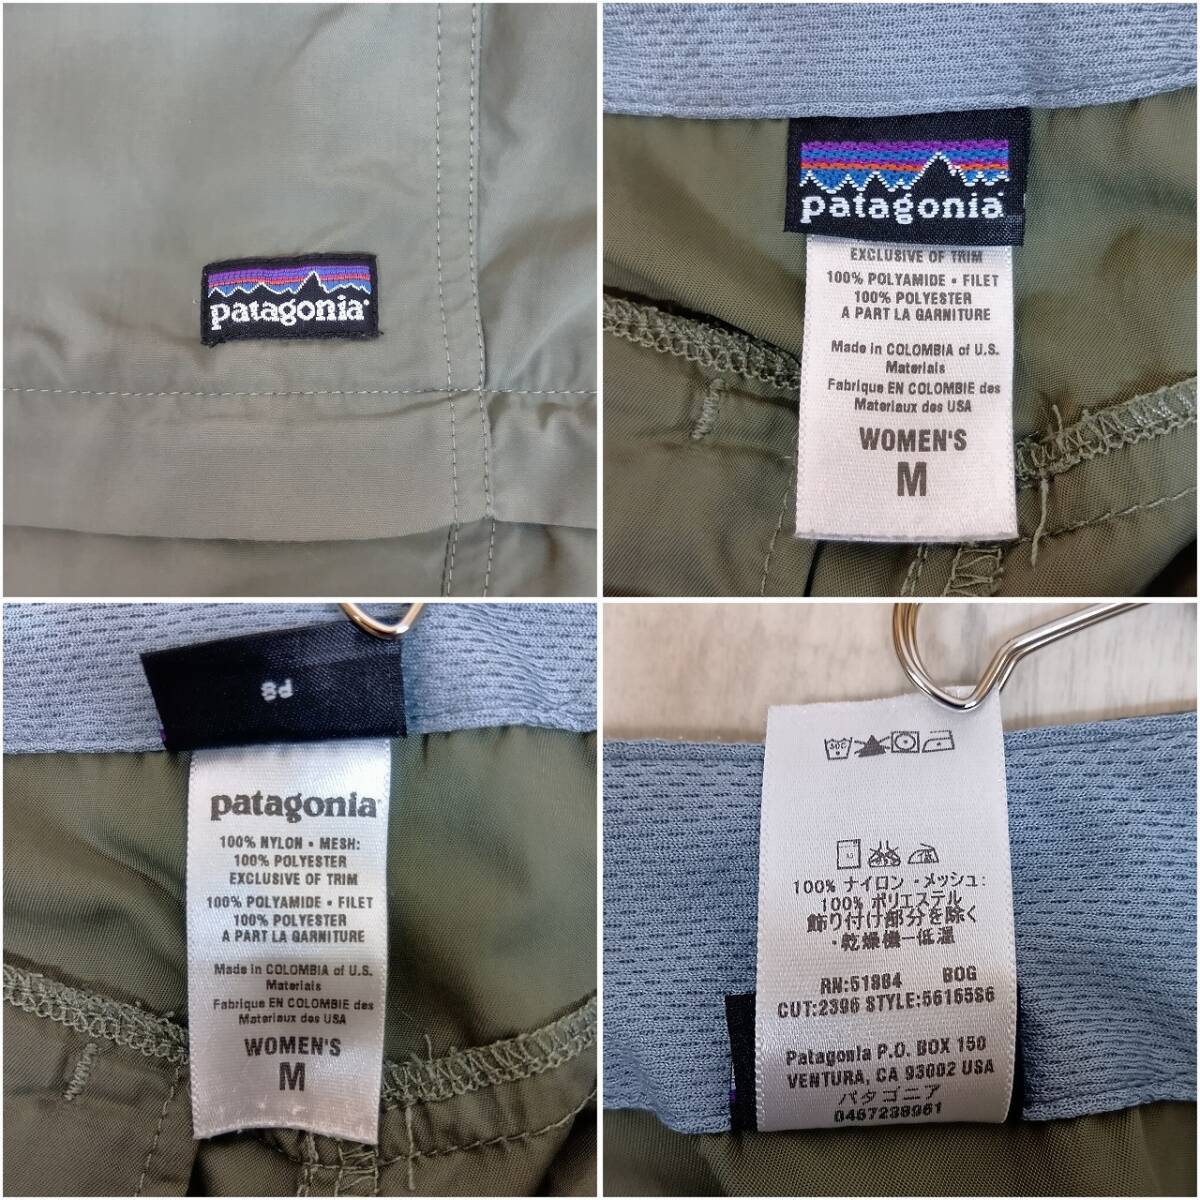 patagonia
patagonia
EXCLUSIVE OF TRIM
100% POLYAMIDE • FILET
100% POLYESTER
A PART LA GARNITURE
Made in COLOMBIA of U.S.
Materials
Fabrique EN COLOMBIE des
Materiaux des USA
WOMEN'S
M
patagonia
100% NYLON • MESH:
100% POLYESTER
EXCLUSIVE OF TRIM
100% POLYAMIDE • FILET
100% POLYESTER
A PART LA GARNITURE
Made in COLOMBIA of U.S.
Materials
Fabrique EN COLOMBIE des
Materiaux des USA
WOMEN'S
M
30C
100% ナイロン・メッシュ:
100% ポリエステル
飾り付け部分を除く
・乾燥機ー低温
RN:51884 BOG
CUT:2396 STYLE:56165S6
Patagonia P.O. BOX 150
VENTURA, CA 93002 USA
パタゴニア
0467238961